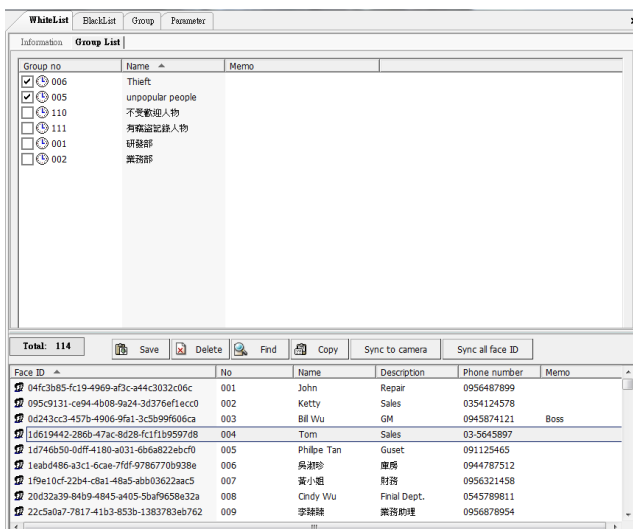 WhiteList BlackList Group Parameter
Information Group List
Group no Name Memo
006 Thief​t
005 unpopular people
110 不受歡迎人物
111 有竊盜記錄人物
001 研發部
002 業務部
Total: 114 Save Delete Find Copy Sync to camera Sync all face ID
Face ID No Name Description Phone number Memo
04fc3b85-fc19-4969-af3c-a44c3032c06c 001 John Repair 0956487899
095c9131-ce94-4b08-9a24-3d376ef1ecc0 002 Ketty Sales 0354124578
0d243cc3-457b-4906-9fa1-3c5b99f606ca 003 Bill Wu GM 0945874121 Boss
1d619442-286b-47ac-8d28-fc1f1b9597d8 004 Tom Sales 03-5645897
1d746b50-0dff-4180-a031-6b6a822ebcf0 005 Philpe Tan Guset 091125465
1eabd486-a3c1-6cae-7fdf-9786770b938e 006 吳淑珍 庫房 0944787512
1f9e10cf-22b4-c8a1-48a5-abb03622aac5 007 黃小姐 財務 0956321458
20d32a39-84b9-4845-a405-5baf9658e32a 008 Cindy Wu Finial Dept. 0545789811
22c5a0a7-7817-41b3-853b-1383783eb762 009 李臻臻 業務助理 0956878954